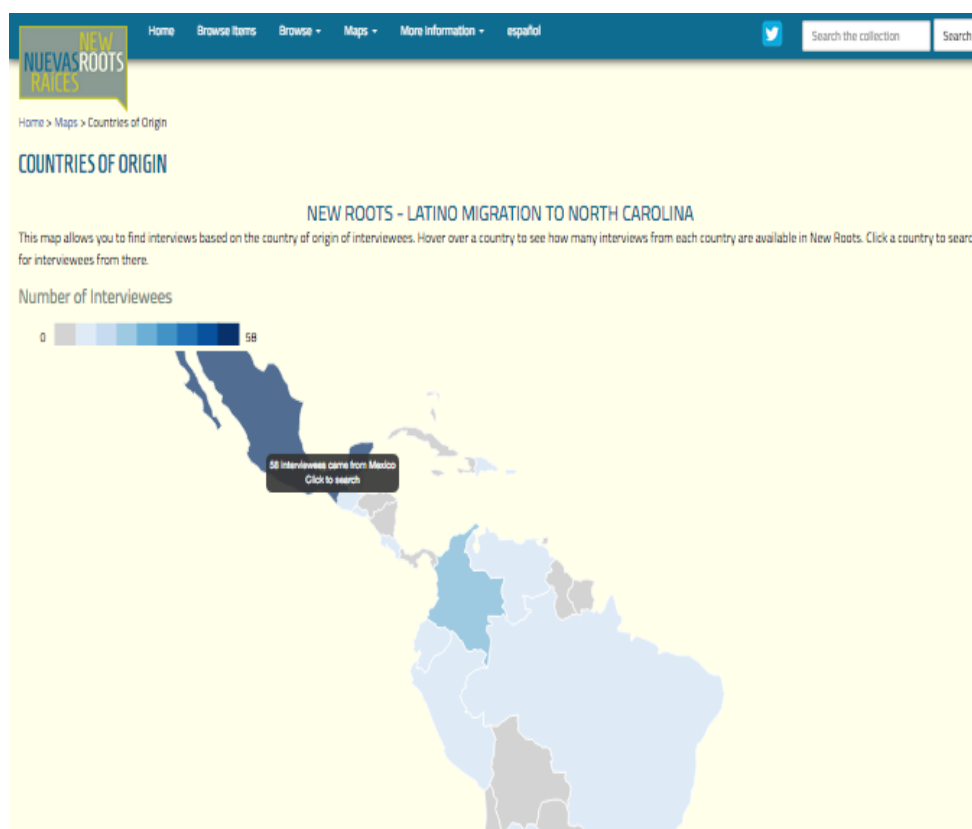 NEW
NUEVAS ROOTS
RAÍCES
Home Browse Items Browse Maps More Information español
Search the collection Search
Home > Maps > Countries of Origin
COUNTRIES OF ORIGIN
NEW ROOTS - LATINO MIGRATION TO NORTH CAROLINA
This map allows you to find interviews based on the country of origin of interviewees. Hover over a country to see how many interviews from each country are available in New Roots. Click a country to searc
for interviewees from there.
Number of Interviewees
0 58
58 interviewees came from Mexico
Click to search